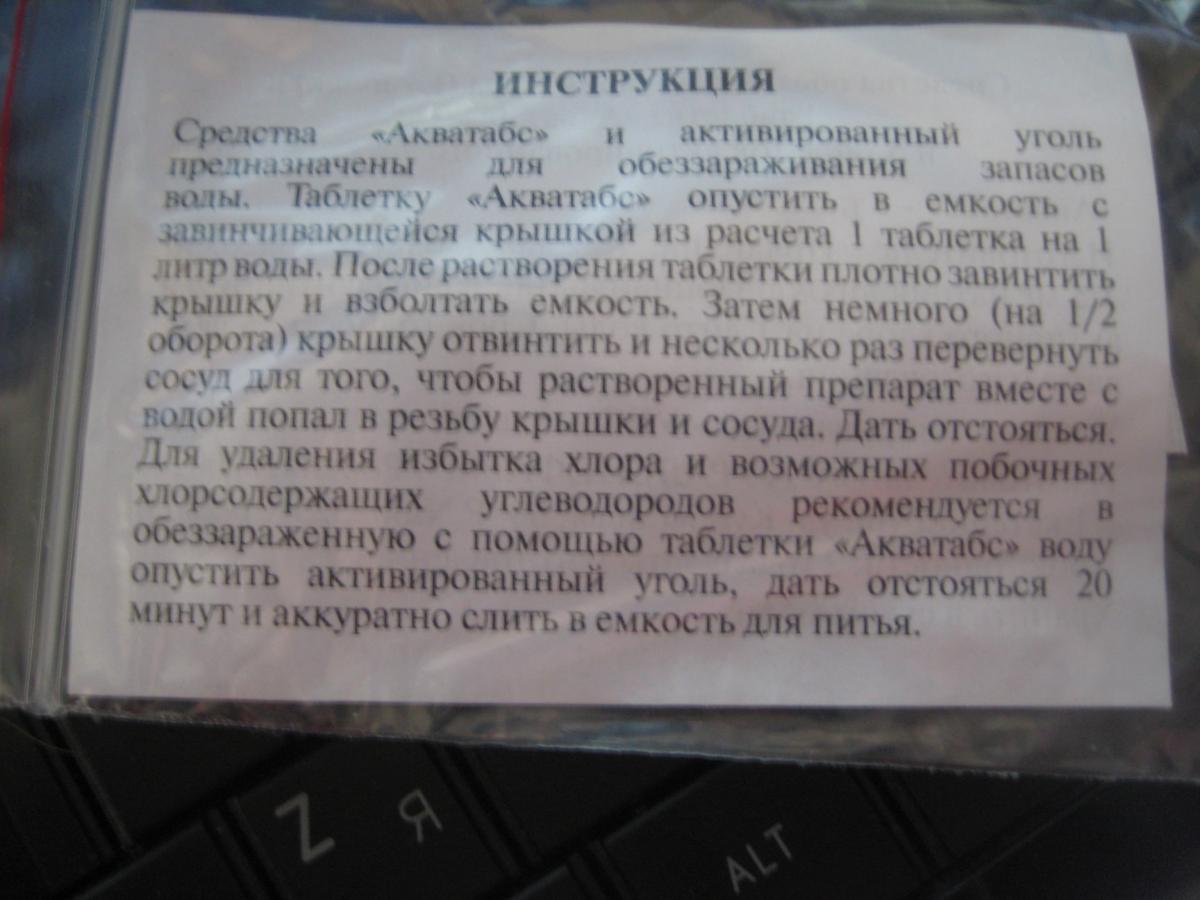 ИНСТРУКЦИЯ
Средства «Акватабс» и активированный уголь
предназначены для обеззараживания запасов
воды. Таблетку «Акватабс» опустить в емкость с
завинчивающейся крышкой из расчета 1 таблетка на 1
литр воды. После растворения таблетки плотно завинтить
крышку и взболтать емкость. Затем немного (на 1/2
оборота) крышку отвинтить и несколько раз перевернуть
сосуд для того, чтобы растворенный препарат вместе с
водой попал в резьбу крышки и сосуда. Дать отстояться.
Для удаления избытка хлора и возможных побочных
хлорсодержащих углеводородов рекомендуется в
обеззараженную с помощью таблетки «Акватабс» воду
опустить активированный уголь, дать отстояться 20
минут и аккуратно слить в емкость для питья.
Z Я
ALT